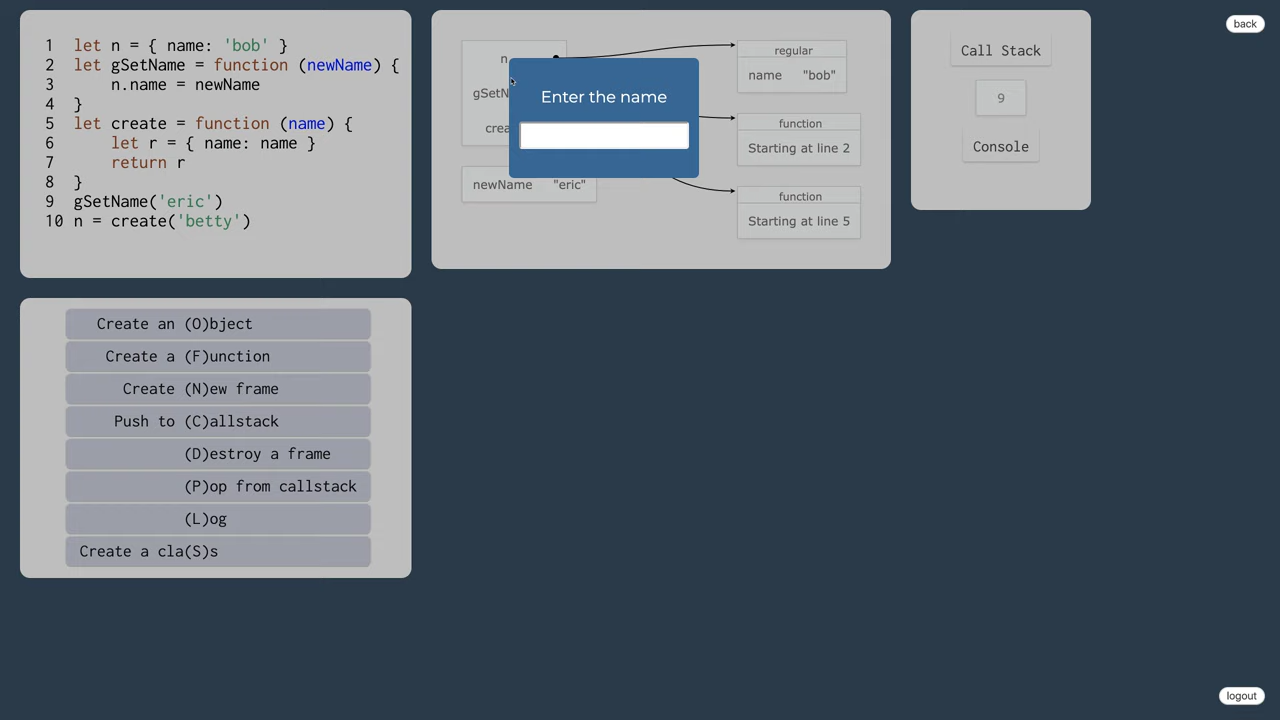 back
1 let n = { name: 'bob' }
2 let gSetName = function (newName) {
3 n.name = newName
4 }
5 let create = function (name) {
6 let r = { name: name }
7 return r
8 }
9 gSetName('eric')
10 n = create('betty')
n
gSetN
crea
newName "eric"
Enter the name
regular
name "bob"
function
Starting at line 2
function
Starting at line 5
Call Stack
9
Console
Create an (O)bject
Create a (F)unction
Create (N)ew frame
Push to (C)allstack
(D)estroy a frame
(P)op from callstack
(L)og
Create a cla(S)s
logout